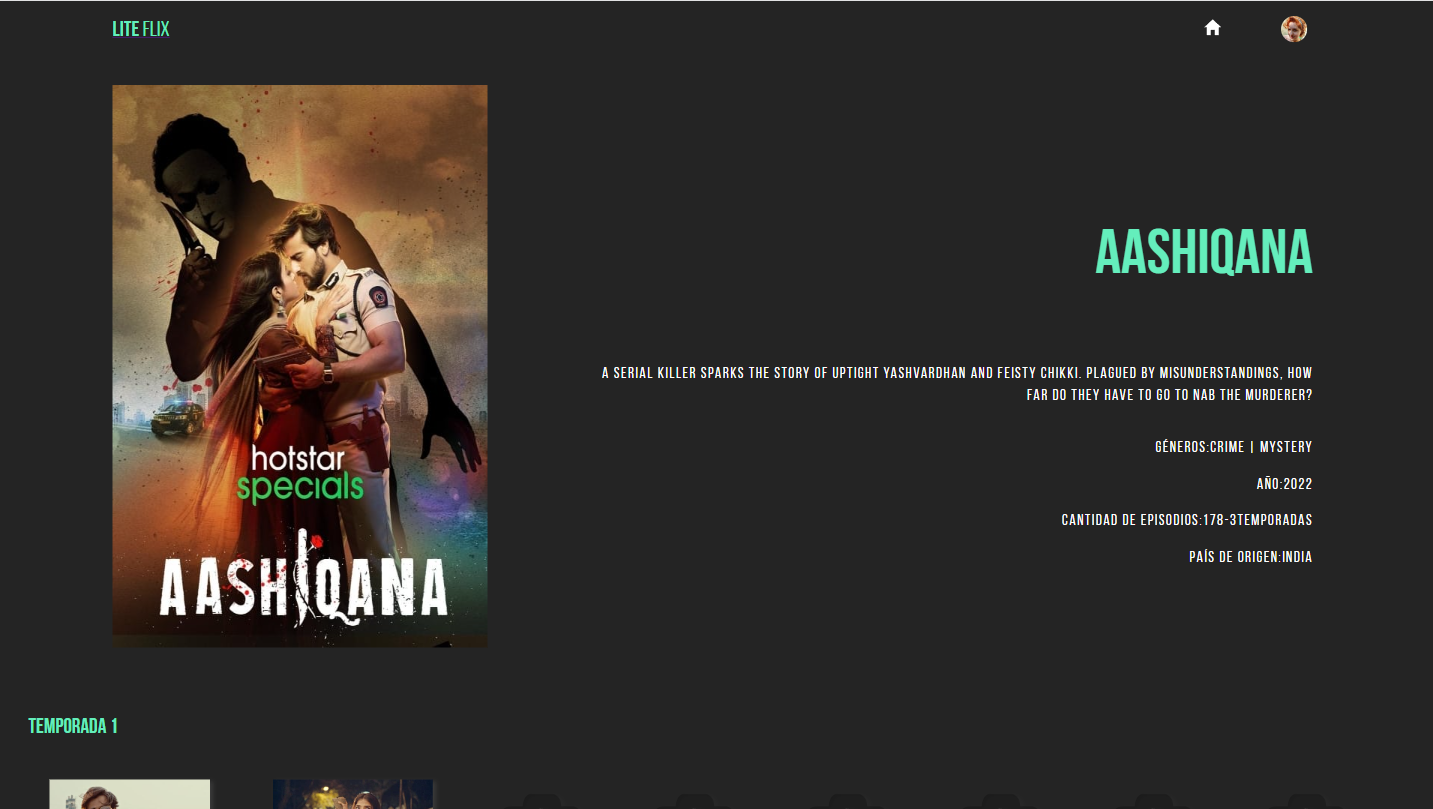 LITE FLIX
hotstar
specials
AASHIQANA
AASHIQANA
A SERIAL KILLER SPARKS THE STORY OF UPTIGHT YASHVARDHAN AND FEISTY CHIKKI. PLAGUED BY MISUNDERSTANDINGS, HOW
FAR DO THEY HAVE TO GO TO NAB THE MURDERER?
GÉNEROS:CRIME | MYSTERY
AÑO:2022
CANTIDAD DE EPISODIOS:178-3TEMPORADAS
PAÍS DE ORIGEN:INDIA
TEMPORADA 1